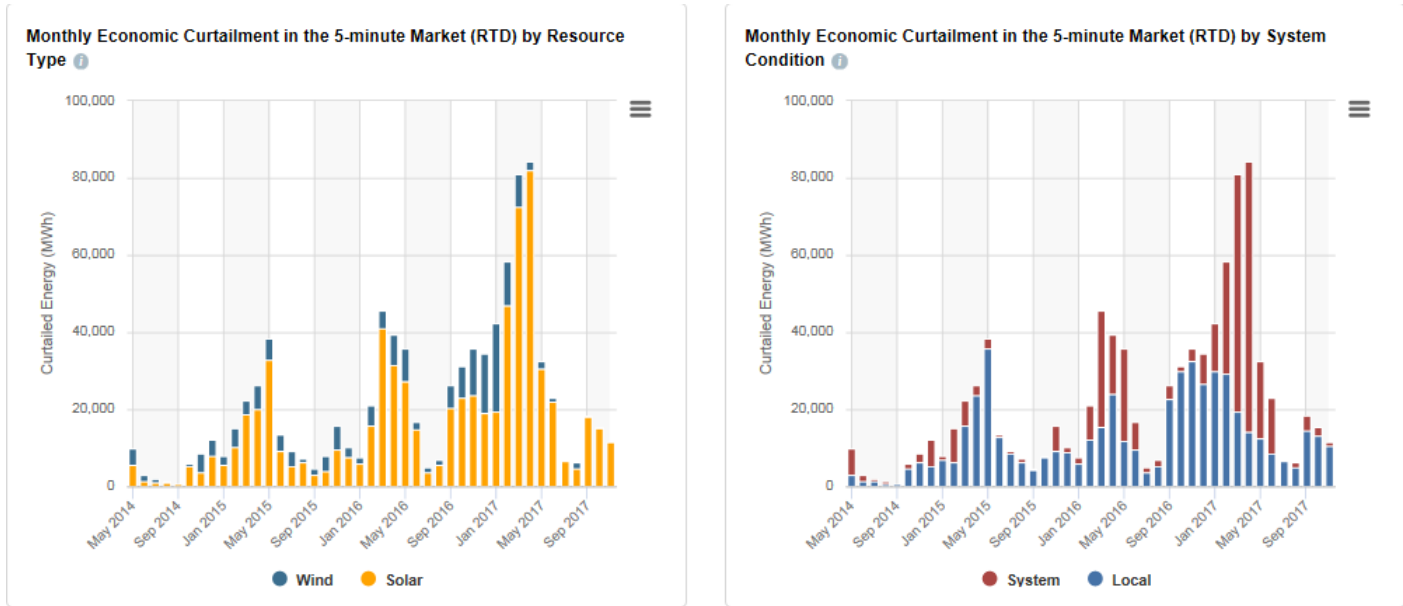 Monthly Economic Curtailment in the 5-minute Market (RTD) by Resource
Type i
100,000
80,000
60,000
40,000
20,000
0
Curtailed Energy (MWh)
May 2014
Sep 2014
Jan 2015
May 2015
Sep 2015
Jan 2016
May 2016
Sep 2016
Jan 2017
May 2017
Sep 2017
Wind Solar
Monthly Economic Curtailment in the 5-minute Market (RTD) by System
Condition i
100,000
80,000
60,000
40,000
20,000
0
Curtailed Energy (MWh)
May 2014
Sep 2014
Jan 2015
May 2015
Sep 2015
Jan 2016
May 2016
Sep 2016
Jan 2017
May 2017
Sep 2017
System Local